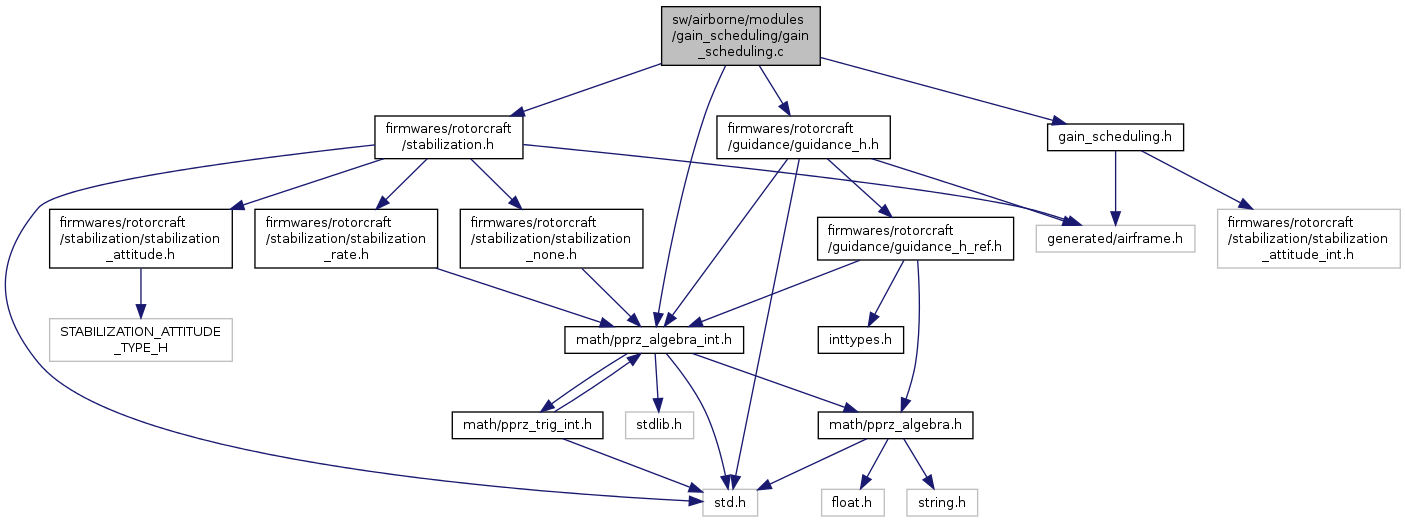 sw/airborne/modules
/gain_scheduling/gain
_scheduling.c
firmwares/rotorcraft
/stabilization.h
firmwares/rotorcraft
/guidance/guidance_h.h
gain_scheduling.h
firmwares/rotorcraft
/stabilization/stabilization
_attitude.h
firmwares/rotorcraft
/stabilization/stabilization
_rate.h
firmwares/rotorcraft
/stabilization/stabilization
_none.h
firmwares/rotorcraft
/guidance/guidance_h_ref.h
generated/airframe.h
firmwares/rotorcraft
/stabilization/stabilization
_attitude_int.h
STABILIZATION_ATTITUDE
_TYPE_H
math/pprz_algebra_int.h
inttypes.h
math/pprz_trig_int.h
stdlib.h
math/pprz_algebra.h
std.h
float.h
string.h